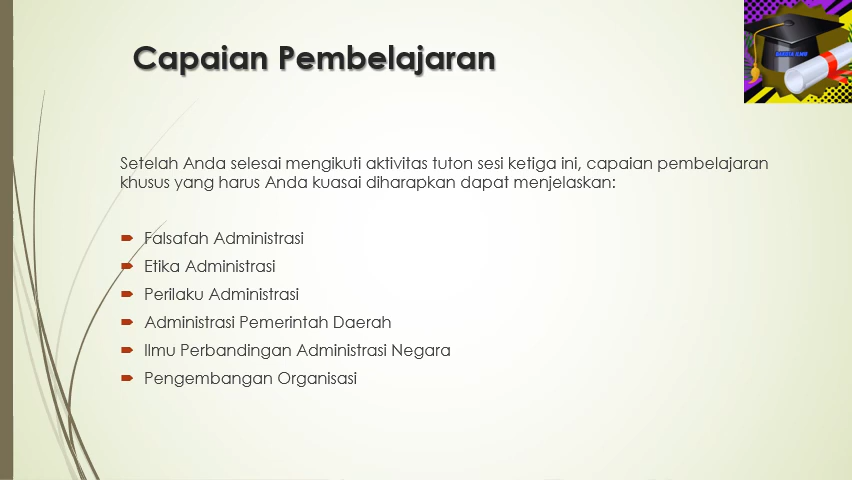 Capaian Pembelajaran
Setelah Anda selesai mengikuti aktivitas tuton sesi ketiga ini, capaian pembelajaran
khusus yang harus Anda kuasai diharapkan dapat menjelaskan:
Falsafah Administrasi
Etika Administrasi
Perilaku Administrasi
Administrasi Pemerintah Daerah
Ilmu Perbandingan Administrasi Negara
Pengembangan Organisasi